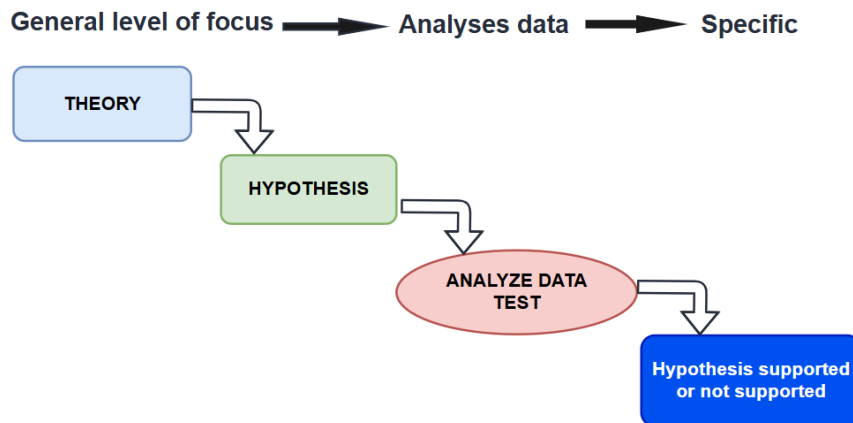 General level of focus Analyses data Specific
THEORY
HYPOTHESIS
ANALYZE DATA
TEST
Hypothesis supported
or not supported